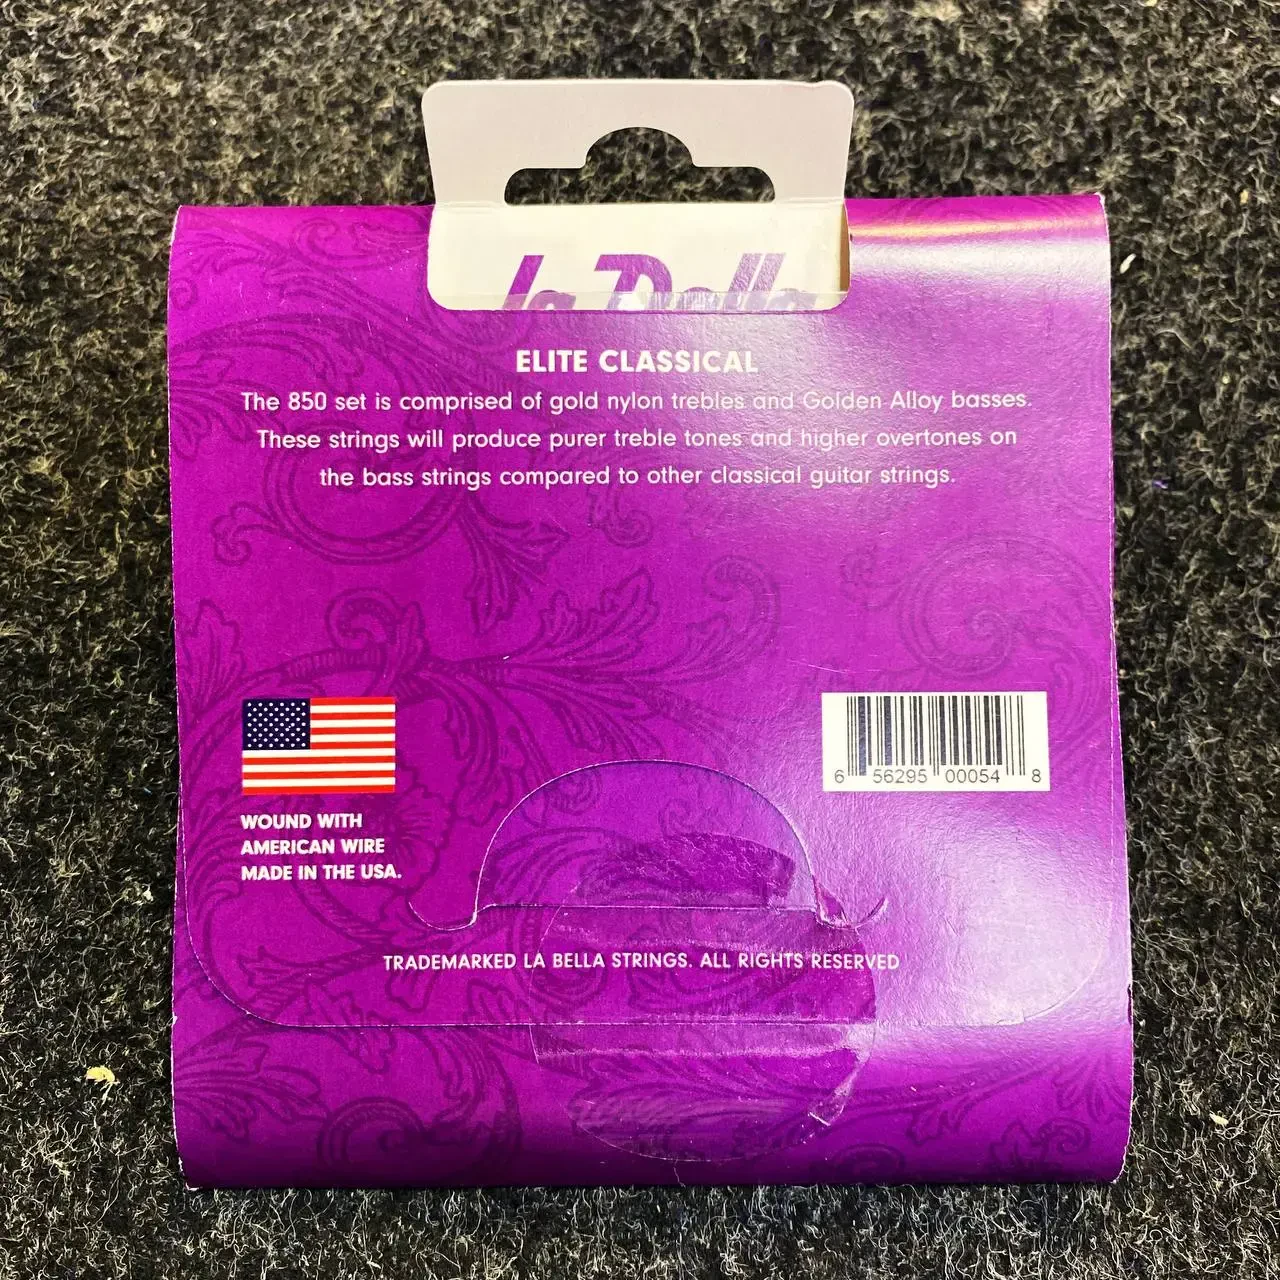 la Bella
ELITE CLASSICAL
The 850 set is comprised of gold nylon trebles and Golden Alloy basses.
These strings will produce purer treble tones and higher overtones on
the bass strings compared to other classical guitar strings.
6 56295 00054 8
WOUND WITH
AMERICAN WIRE
MADE IN THE USA.
TRADEMARKED LA BELLA STRINGS. ALL RIGHTS RESERVED